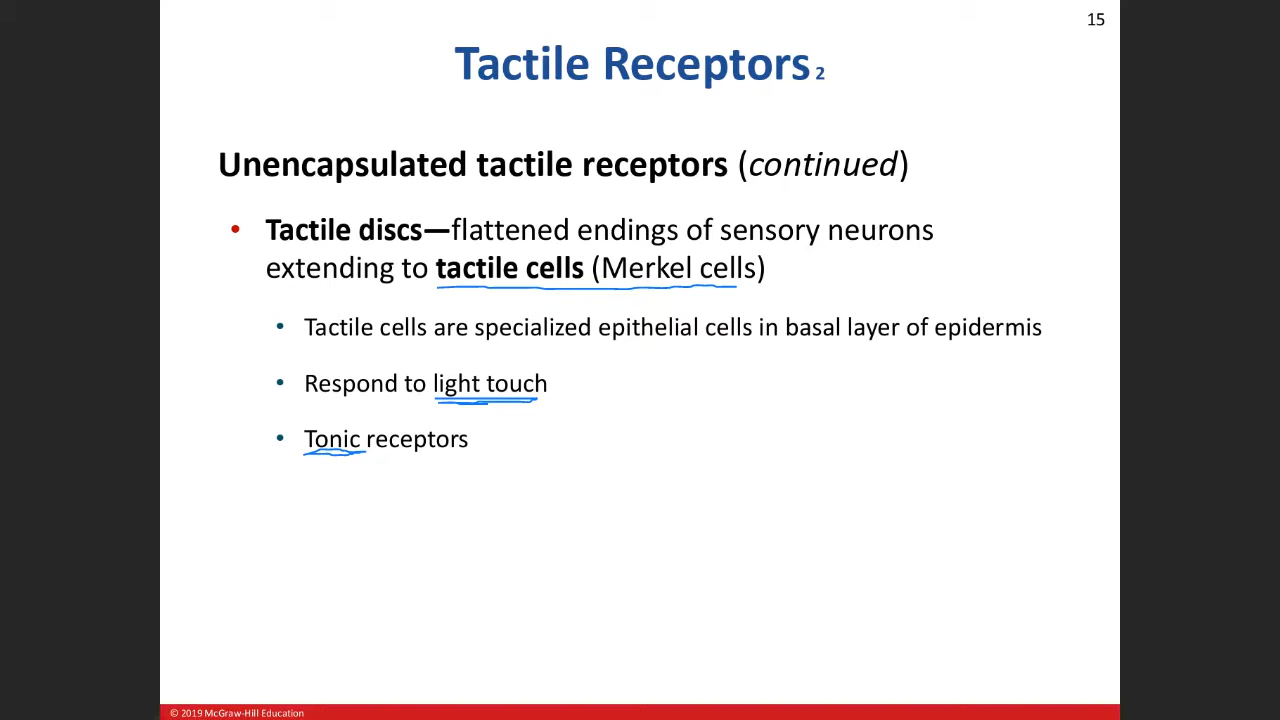 15
Tactile Receptors 2
Unencapsulated tactile receptors (continued)
• Tactile discs—flattened endings of sensory neurons
extending to tactile cells (Merkel cells)
• Tactile cells are specialized epithelial cells in basal layer of epidermis
• Respond to light touch
• Tonic receptors
© 2019 McGraw-Hill Education